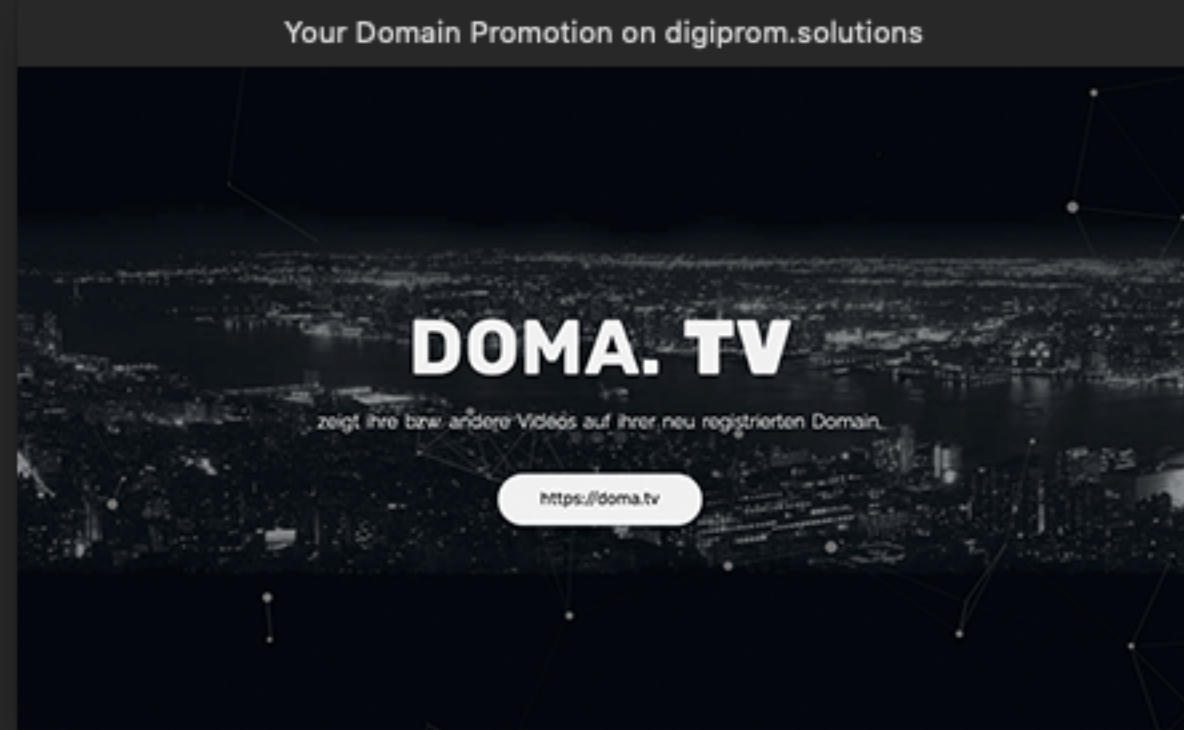 Your Domain Promotion on digiprom.solutions
DOMA. TV
zeigt ihre bzw. andere Videos auf ihrer neu registrierten Domain.
https://doma.tv